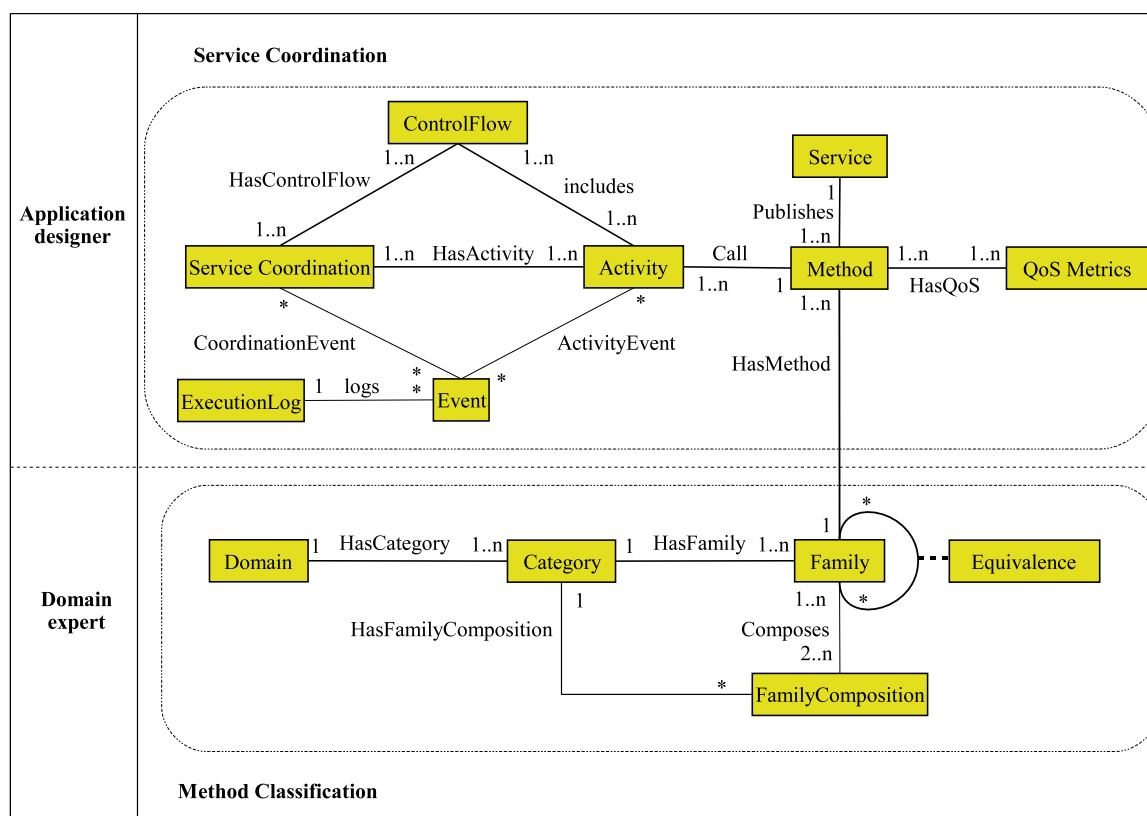 Service Coordination
ControlFlow
1..n
1..n
Service
HasControlFlow
includes
1
Application
designer
Publishes
1..n
1..n
1..n
Service Coordination
1..n
HasActivity
1..n
Activity
Call
1..n
Method
1..n
1..n
HasQoS
QoS Metrics
1
1..n
*
*
CoordinationEvent
ActivityEvent
HasMethod
*
*
*
ExecutionLog
1
logs
Event
*
1
1
HasCategory
1..n
1
HasFamily
1..n
Domain
Category
Family
Equivalence
Domain
expert
1
1..n
*
HasFamilyComposition
Composes
2..n
*
FamilyComposition
Method Classification